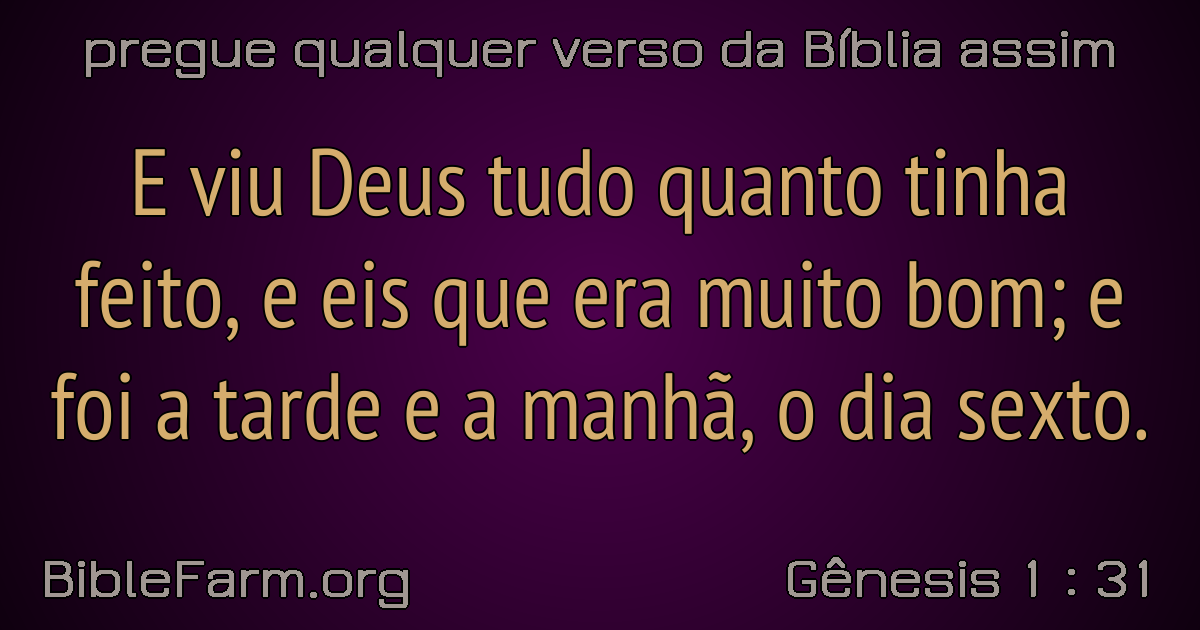 pregue qualquer verso da Bíblia assim
E viu Deus tudo quanto tinha
feito, e eis que era muito bom; e
foi a tarde e a manhã, o dia sexto.
BibleFarm.org
Gênesis 1 : 31